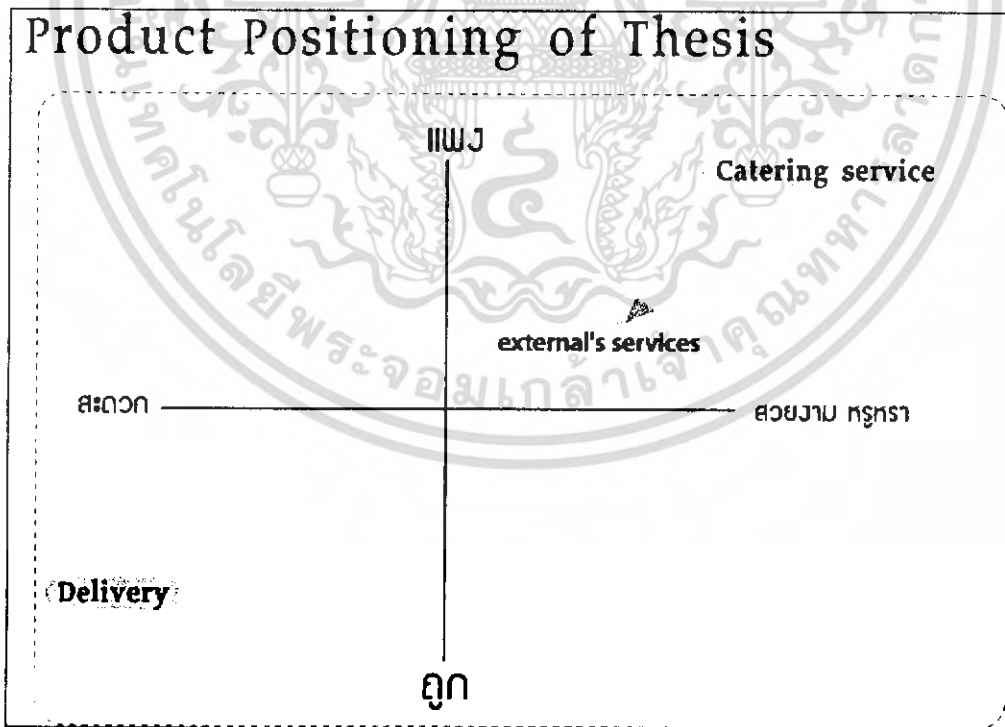 Product Positioning of Thesis
แพง
Catering service
external's services
สะดวก
สวยงาม หรูหรา
Delivery
ถูก